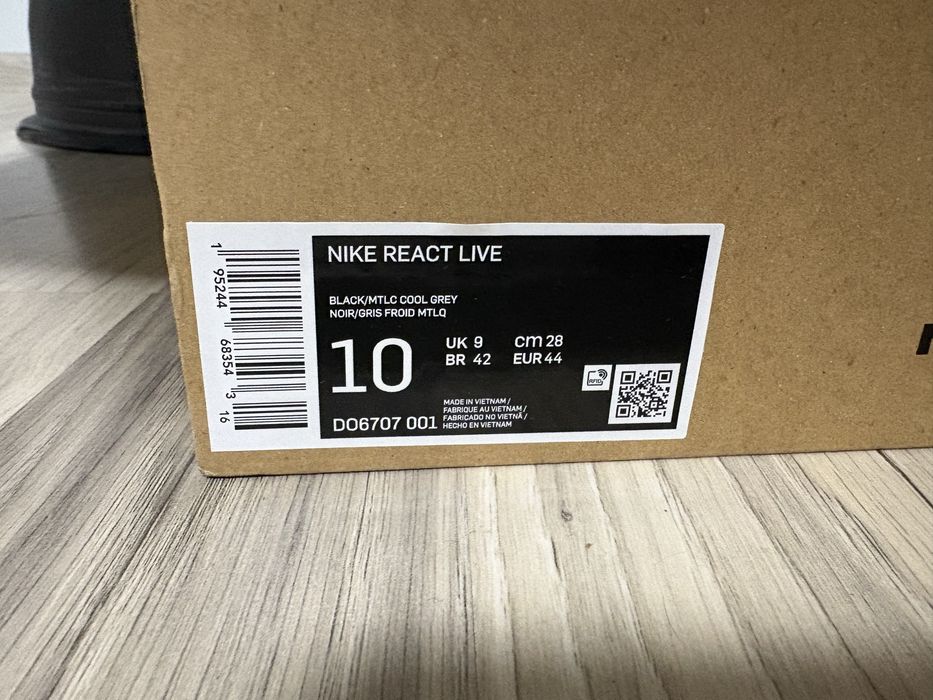 NIKE REACT LIVE
BLACK/MTLC COOL GREY
NOIR/GRIS FROID MTLQ
10
UK 9
cm 28
BR 42
EUR 44
DO6707 001
MADE IN VIETNAM /
FABRIQUE AU VIETNAM /
FABRICADO NO VIETNÃ /
HECHO EN VIETNAM
RFID
1 95244 68354 3 16